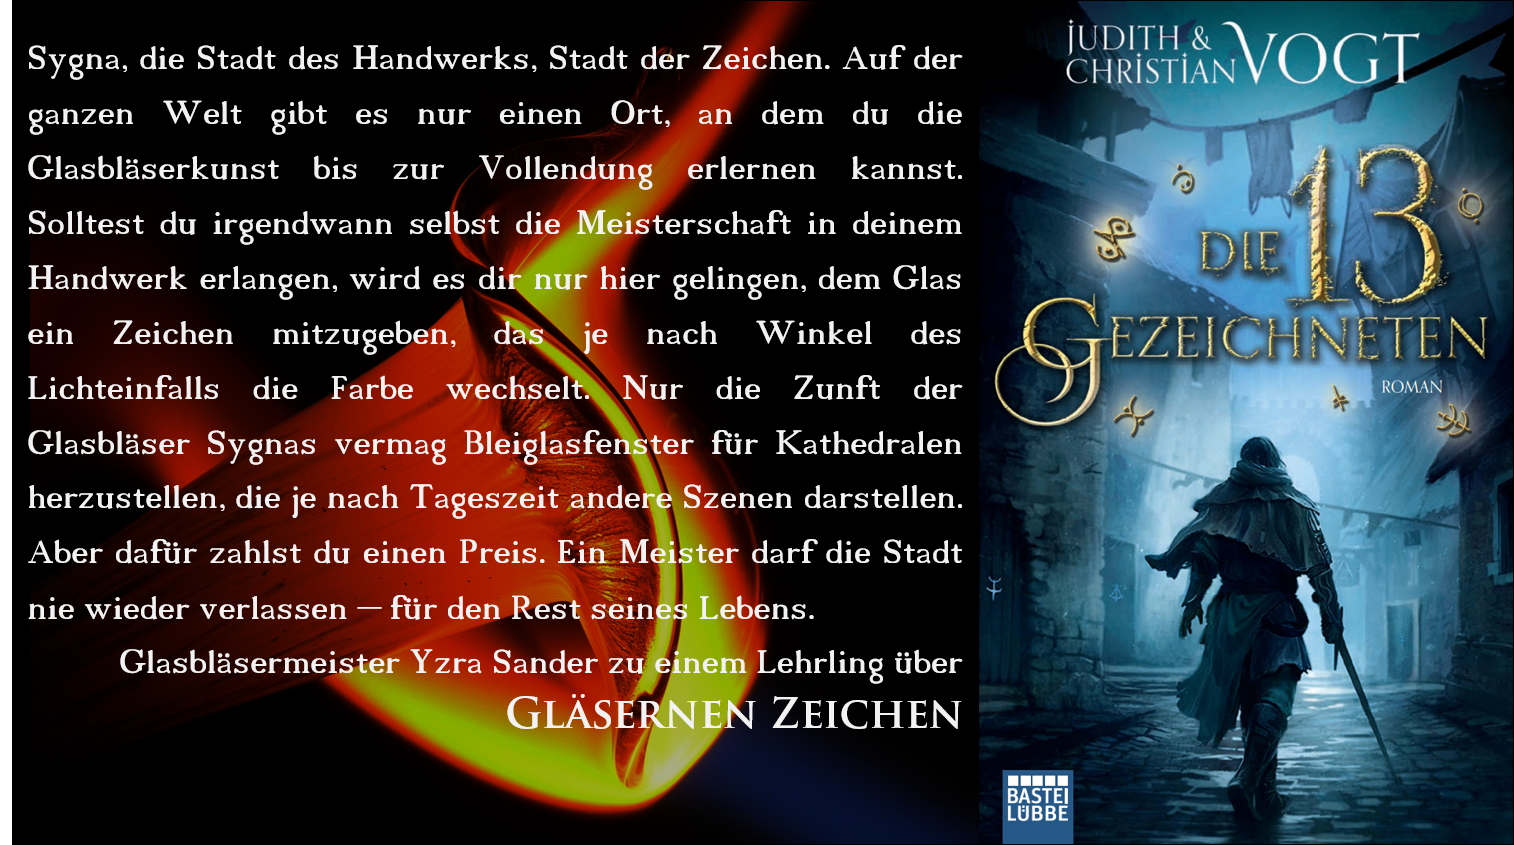 Sygna, die Stadt des Handwerks, Stadt der Zeichen. Auf der
ganzen Welt gibt es nur einen Ort, an dem du die
Glasbläserkunst bis zur Vollendung erlernen kannst.
Solltest du irgendwann selbst die Meisterschaft in deinem
Handwerk erlangen, wird es dir nur hier gelingen, dem Glas
ein Zeichen mitzugeben, das je nach Winkel des
Lichteinfalls die Farbe wechselt. Nur die Zunft der
Glasbläser Sygnas vermag Bleiglasfenster für Kathedralen
herzustellen, die je nach Tageszeit andere Szenen darstellen.
Aber dafür zahlst du einen Preis. Ein Meister darf die Stadt
nie wieder verlassen — für den Rest seines Lebens.
Glasbläsermeister Yzra Sander zu einem Lehrling über
GLÄSERNEN ZEICHEN
JUDITH &
CHRISTIAN VOGT
DIE 13
GEZEICHNETEN
ROMAN
BASTEI
LÜBBE